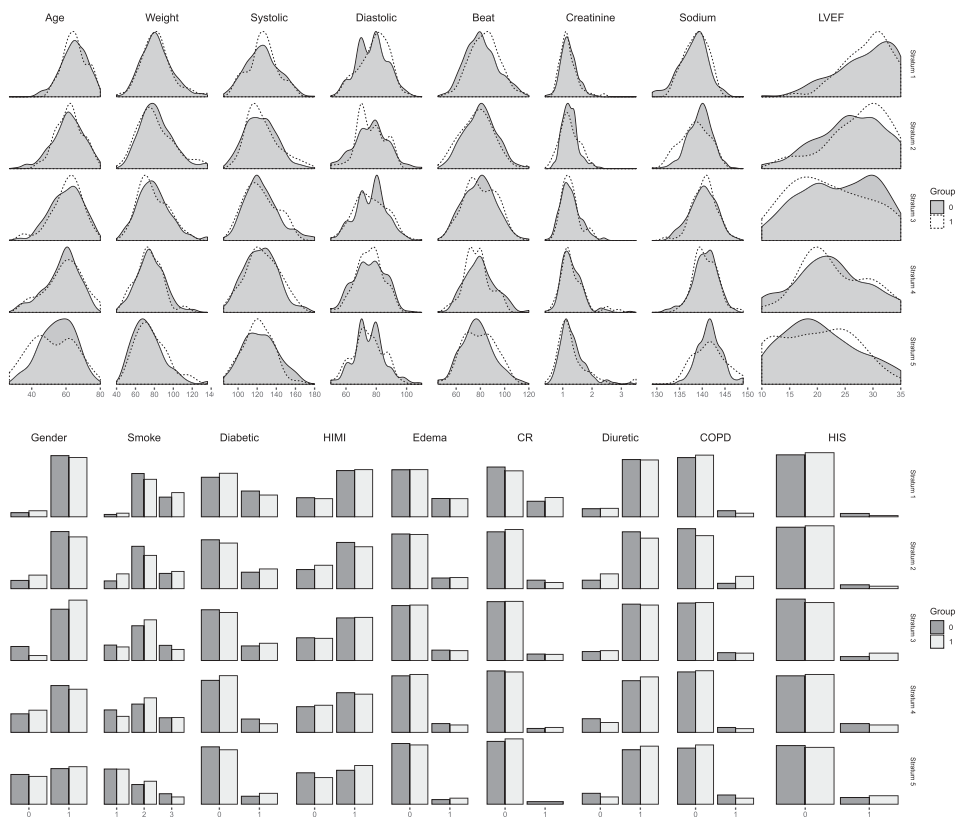 Age Weight Systolic Diastolic Beat Creatinine Sodium LVEF
Stratum 1
Stratum 2
Stratum 3
Group
0
1
Stratum 4
Stratum 5
40 60 80 40 60 80 100 120 14 100 120 140 160 180 60 80 100 60 80 100 120 1 2 3 130 135 140 145 149 10 15 20 25 30 35
Gender Smoke Diabetic HIMI Edema CR Diuretic COPD HIS
Stratum 1
Stratum 2
Stratum 3
Group
0
1
Stratum 4
Stratum 5
0 1 1 2 3 0 1 0 1 0 1 0 1 0 1 0 1 0 1